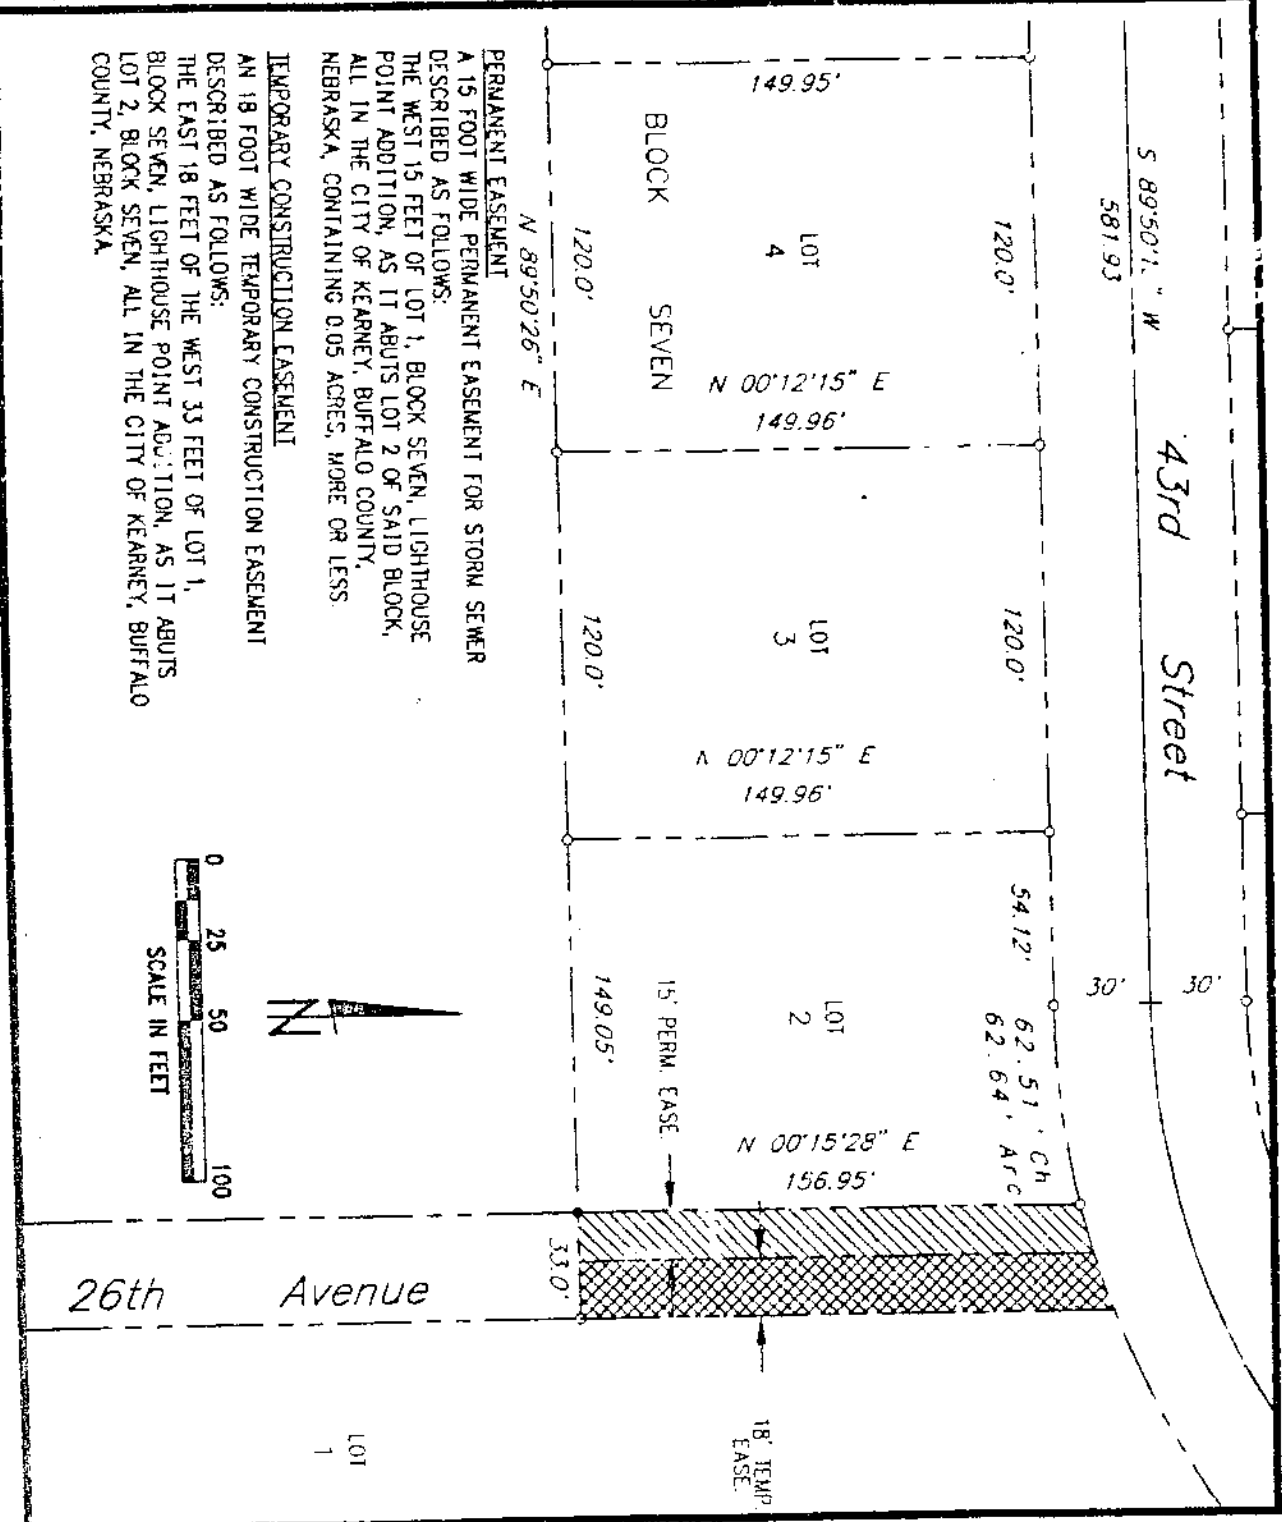 S 89°50'1. " W
581.93
43rd Street
30'
30'
149.95'
120.0'
LOT
4
120.0'
N 00°12'15" E
149.96'
120.0'
LOT
3
120.0'
Λ 00°12'15" E
149.96'
54.12'
62.51' Ch
62.64' Arc
LOT
2
149.05'
N 00°15'28" E
156.95'
15' PERM. EASE.
BLOCK SEVEN
N 89°50'26" E
33.0'
18' TEMP.
EASE.
LOT
1
26th Avenue
PERMANENT EASEMENT
A 15 FOOT WIDE PERMANENT EASEMENT FOR STORM SEWER
DESCRIBED AS FOLLOWS:
THE WEST 15 FEET OF LOT 1, BLOCK SEVEN, LIGHTHOUSE
POINT ADDITION, AS IT ABUTS LOT 2 OF SAID BLOCK,
ALL IN THE CITY OF KEARNEY, BUFFALO COUNTY,
NEBRASKA, CONTAINING 0.05 ACRES, MORE OR LESS.
TEMPORARY CONSTRUCTION EASEMENT
AN 18 FOOT WIDE TEMPORARY CONSTRUCTION EASEMENT
DESCRIBED AS FOLLOWS:
THE EAST 18 FEET OF THE WEST 33 FEET OF LOT 1,
BLOCK SEVEN, LIGHTHOUSE POINT ADDITION, AS IT ABUTS
LOT 2, BLOCK SEVEN, ALL IN THE CITY OF KEARNEY, BUFFALO
COUNTY, NEBRASKA.
N
0 25 50 100
SCALE IN FEET